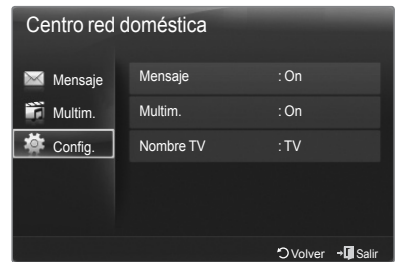 Centro red doméstica
Mensaje
Multim.
Config.
Mensaje : On
Multim. : On
Nombre TV : TV
Volver Salir